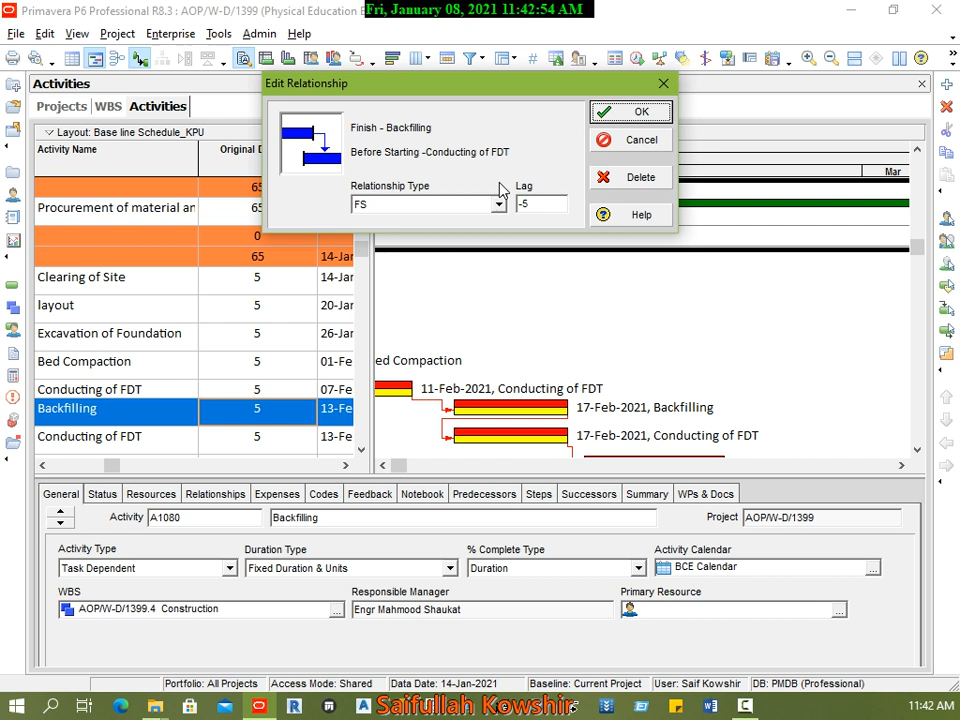 Primavera P6 Professional R8.3 : AOP/W-D/1399 (Physical Education E
Fri, January 08, 2021 11:42:54 AM
File Edit View Project Enterprise Tools Admin Help
Activities
Projects WBS Activities
Layout: Base line Schedule_KPU
Activity Name Original D
Mar
65
Procurement of material an 65
0
65 14-Jan
Clearing of Site 5 14-Jan
layout 5 20-Jan
Excavation of Foundation 5 26-Jan
Bed Compaction 5 01-Fe
Conducting of FDT 5 07-Fe
Backfilling 5 13-Fe
Conducting of FDT 5 13-Fe
ed Compaction
11-Feb-2021, Conducting of FDT
17-Feb-2021, Backfilling
17-Feb-2021, Conducting of FDT
Edit Relationship
Finish - Backfilling
Before Starting -Conducting of FDT
Relationship Type Lag
FS -5
OK
Cancel
Delete
Help
General Status Resources Relationships Expenses Codes Feedback Notebook Predecessors Steps Successors Summary WPs & Docs
Activity A1080 Backfilling Project AOP/W-D/1399
Activity Type Duration Type % Complete Type Activity Calendar
Task Dependent Fixed Duration & Units Duration BCE Calendar
WBS Responsible Manager Primary Resource
AOP/W-D/1399.4 Construction Engr Mahmood Shaukat
Portfolio: All Projects Access Mode: Shared Data Date: 14-Jan-2021 Baseline: Current Project User: Saif Kowshir DB: PMDB (Professional)
Saifullah Kowshir
11:42 AM